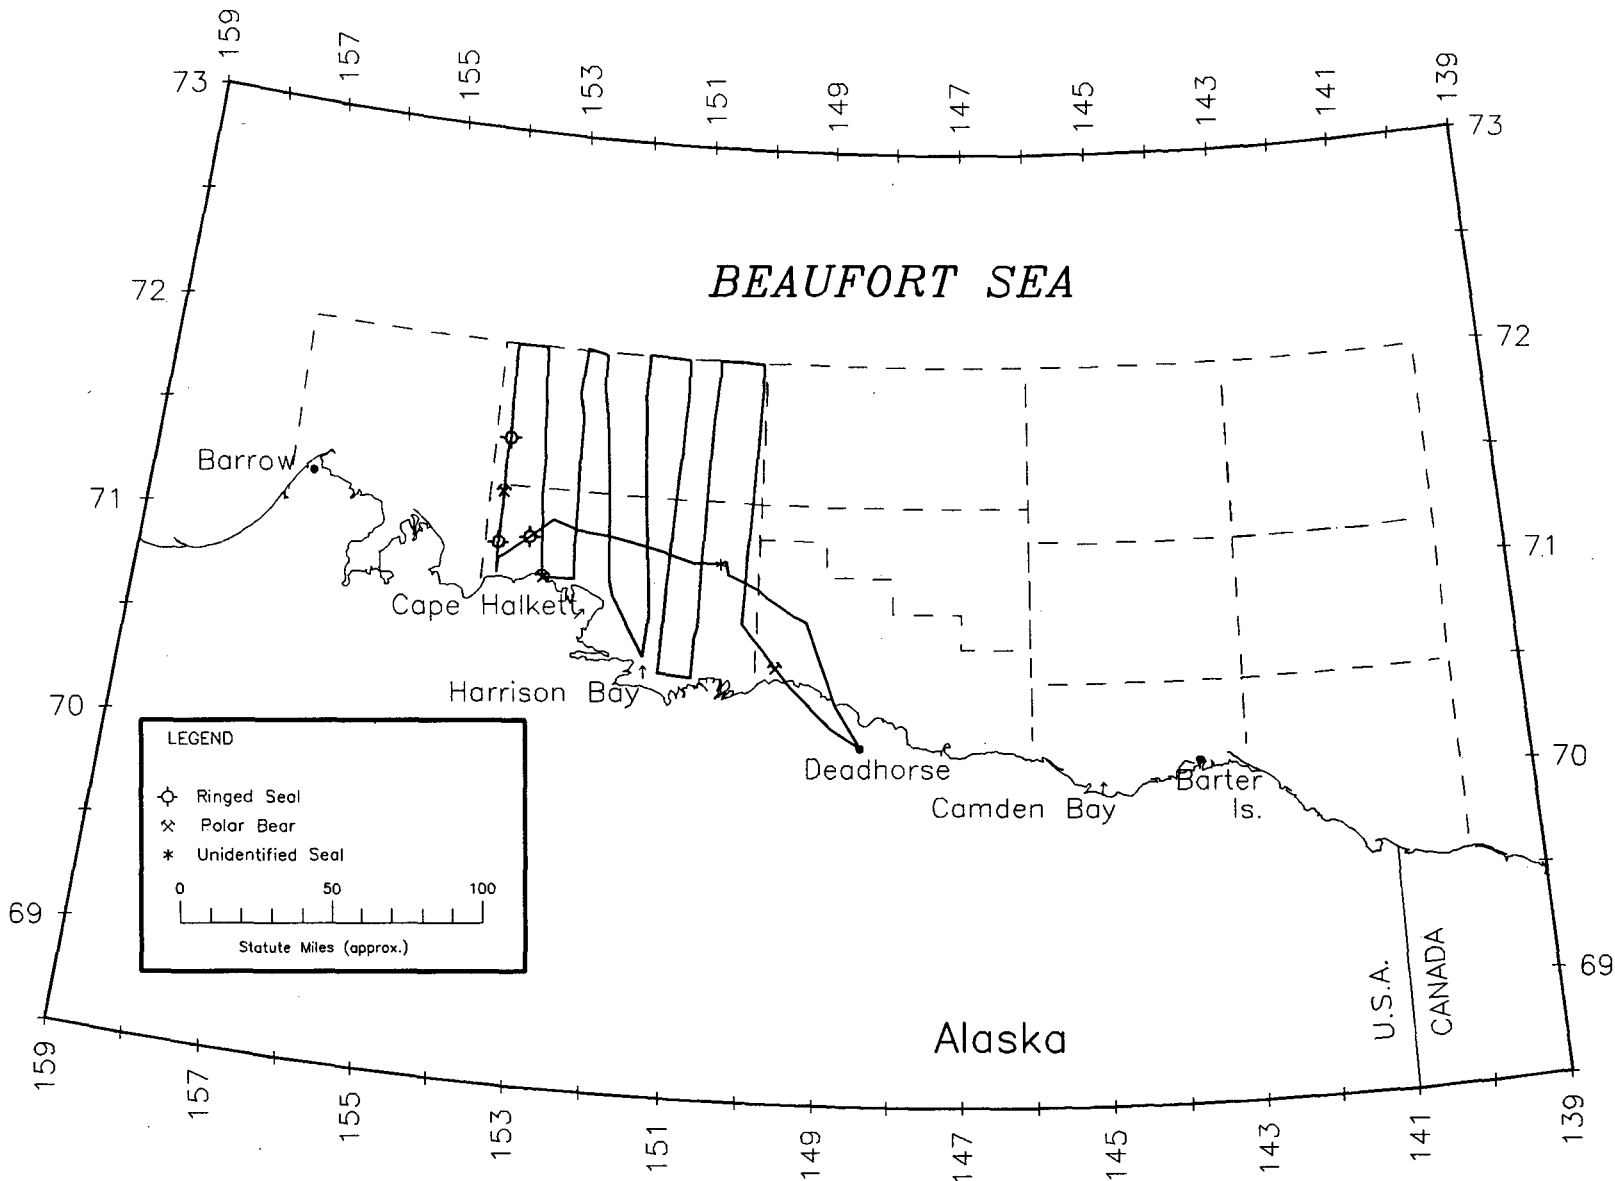 159 157 155 153 151 149 147 145 143 141 139
73 73
BEAUFORT SEA
72 72
Barrow
71 71
Cape Halkett
Harrison Bay
70 70
Deadhorse
Camden Bay
Barter
Is.
LEGEND
Ringed Seal
Polar Bear
Unidentified Seal
0 50 100
Statute Miles (approx.)
69 69
U.S.A.
CANADA
Alaska
159 157 155 153 151 149 147 145 143 141 139